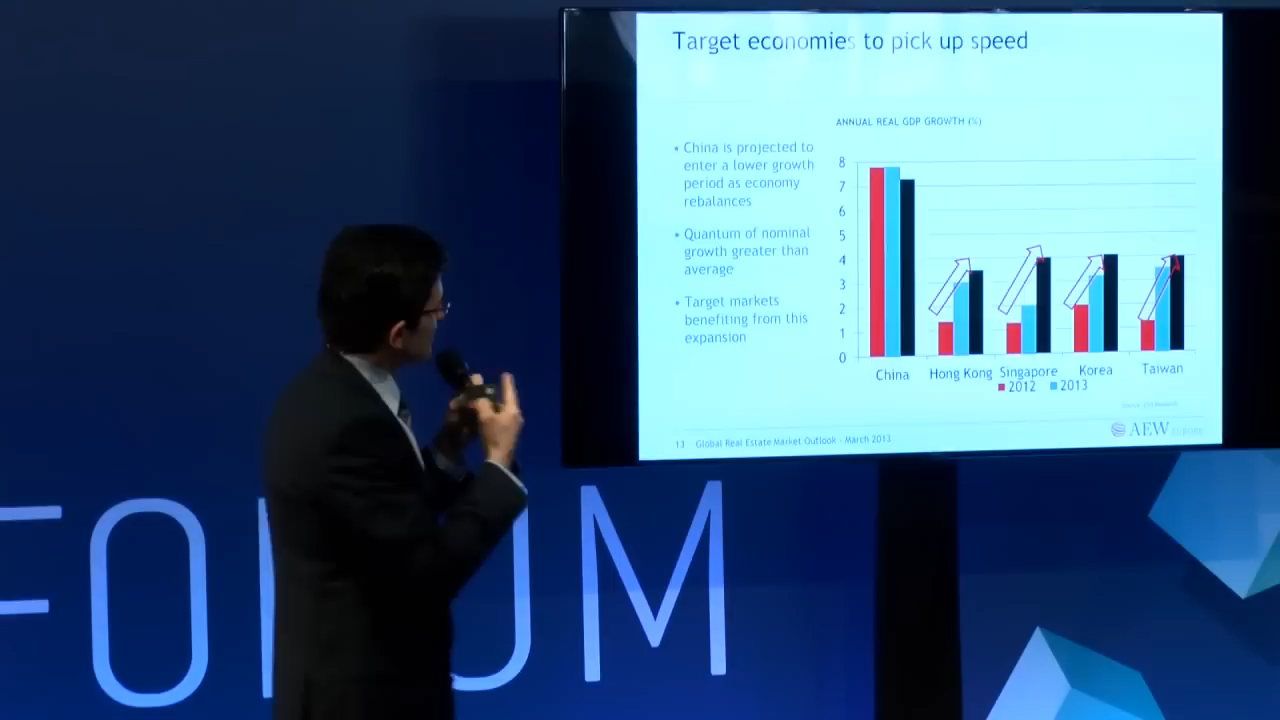 Target economies to pick up speed
ANNUAL REAL GDP GROWTH (%)
• China is projected to
enter a lower growth
period as economy
rebalances
• Quantum of nominal
growth greater than
average
• Target markets
benefiting from this
expansion
8
7
6
5
4
3
2
1
0
China Hong Kong Singapore Korea Taiwan
2012 2013
13 Global Real Estate Market Outlook - March 2013
AEW EUROPE
FO UM